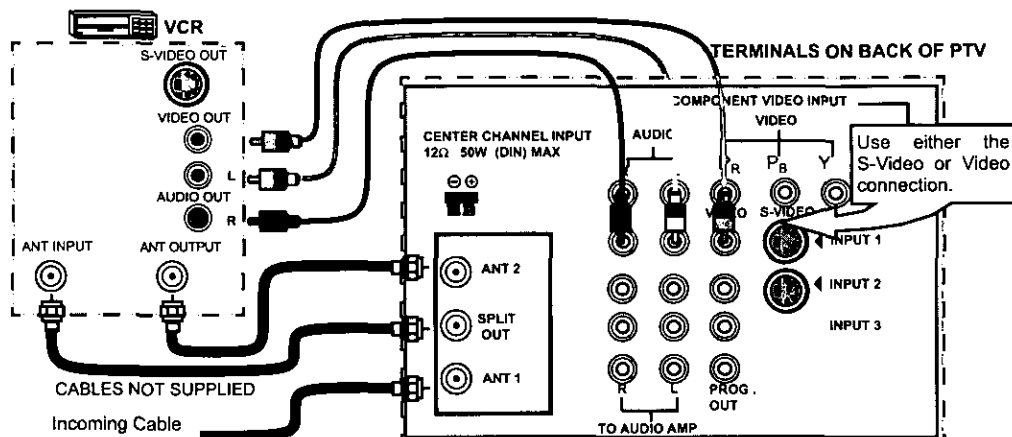 VCR
S-VIDEO OUT
VIDEO OUT
L
AUDIO OUT
R
ANT INPUT
ANT OUTPUT
CABLES NOT SUPPLIED
Incoming Cable
TERMINALS ON BACK OF PTV
COMPONENT VIDEO INPUT
CENTER CHANNEL INPUT
12Ω 50W (DIN) MAX
AUDIO
VIDEO
R
PB
Y
Use either the
S-Video or Video
connection.
S-VIDEO
INPUT 1
INPUT 2
INPUT 3
ANT 2
SPLIT
OUT
ANT 1
R
L
PROG.
OUT
TO AUDIO AMP